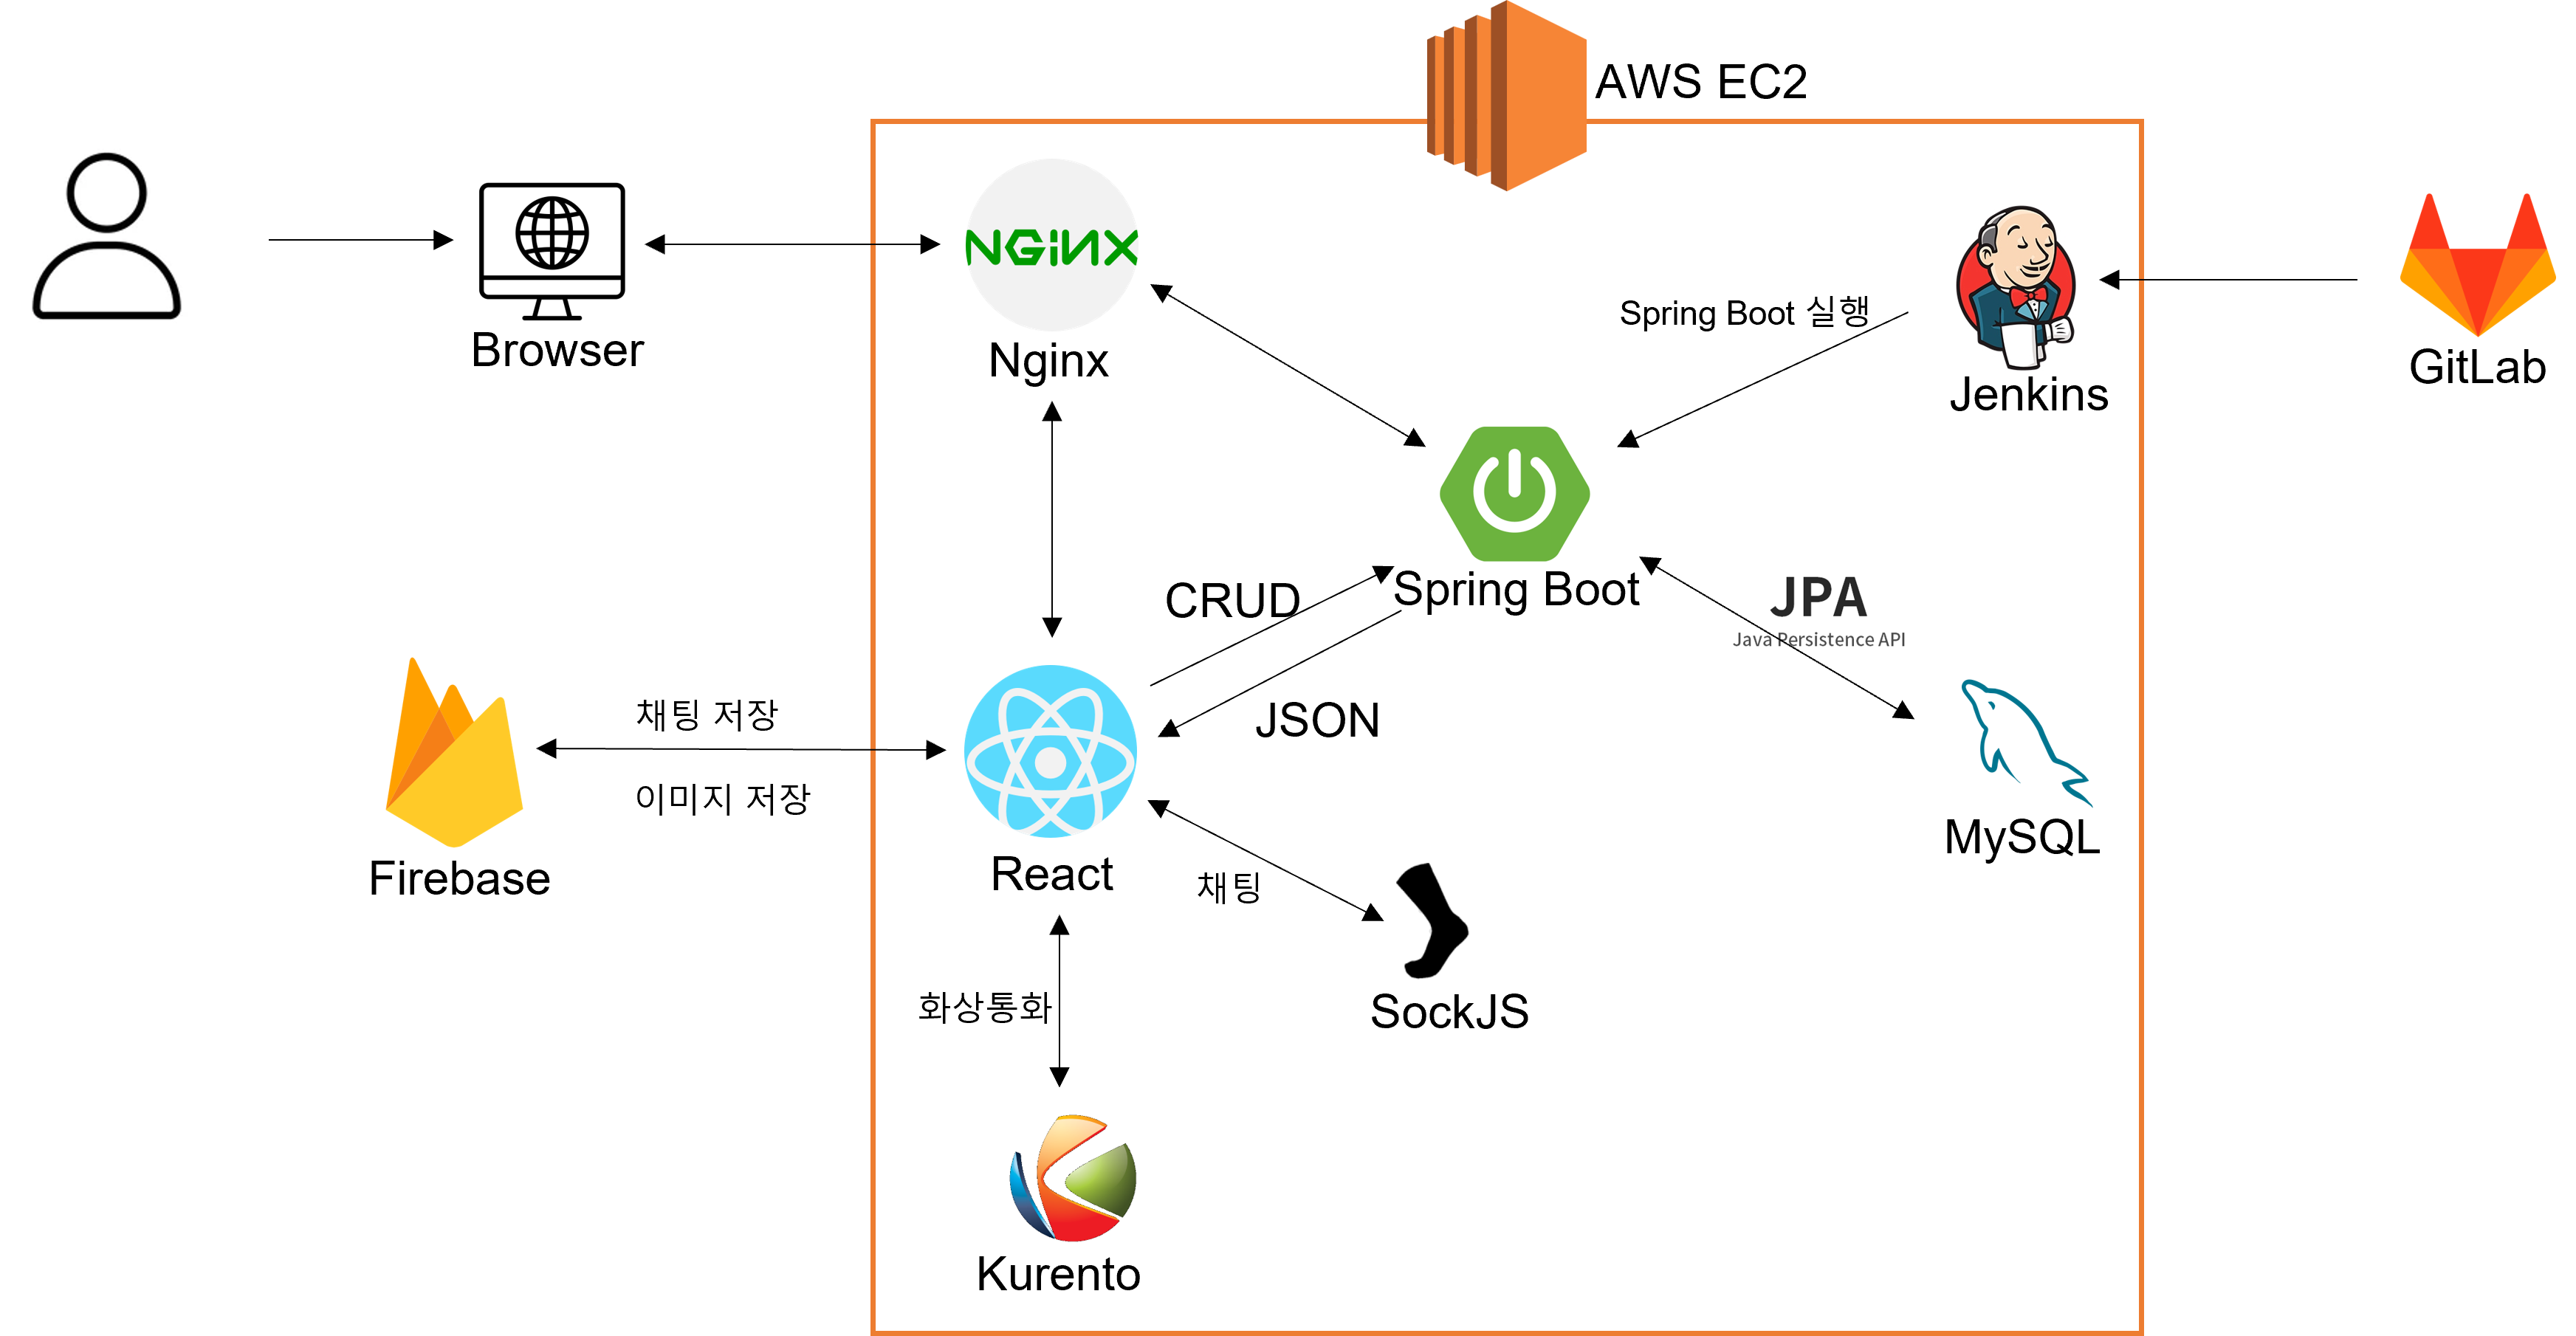 AWS EC2
NGINX
Browser
Nginx
Spring Boot 실행
Jenkins
GitLab
CRUD
Spring Boot
JPA
Java Persistence API
채팅 저장
JSON
이미지 저장
MySQL
Firebase
React
채팅
화상통화
SockJS
Kurento